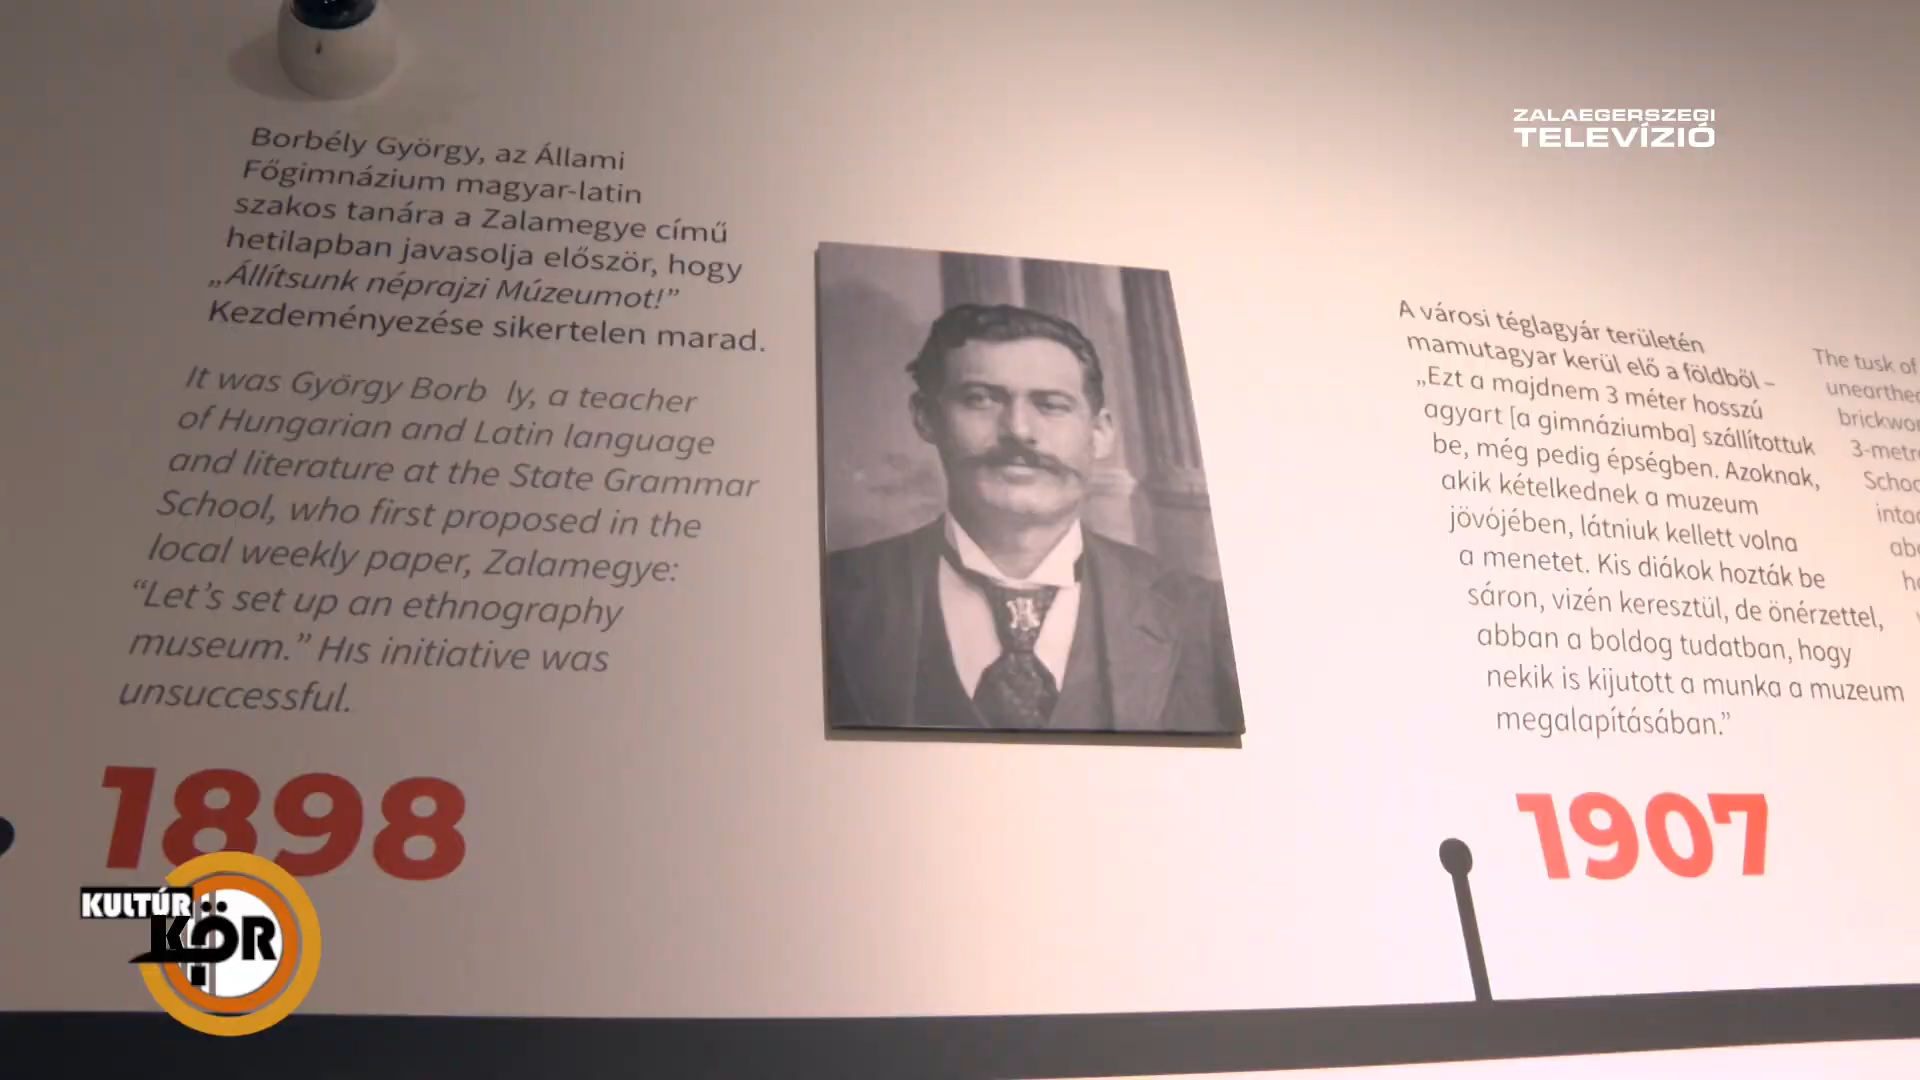 ZALAEGERSZEGI
TELEVÍZIÓ
Borbély György, az Állami
Főgimnázium magyar-latin
szakos tanára a Zalamegye című
hetilapban javasolja először, hogy
„Állítsunk néprajzi Múzeumot!”
Kezdeményezése sikertelen marad.
It was György Borb ly, a teacher
of Hungarian and Latin language
and literature at the State Grammar
School, who first proposed in the
local weekly paper, Zalamegye:
“Let’s set up an ethnography
museum.” His initiative was
unsuccessful.
1898
A városi téglagyár területén
mamutagyar kerül elő a földből –
„Ezt a majdnem 3 méter hosszú
agyart [a gimnáziumba] szállítottuk
be, még pedig épségben. Azoknak,
akik kételkednek a muzeum
jövójében, látniuk kellett volna
a menetet. Kis diákok hozták be
sáron, vizén keresztül, de önérzettel,
abban a boldog tudatban, hogy
nekik is kijutott a munka a muzeum
megalapításában.”
1907
The tusk of
3-metr
KULTÚR
KÖR